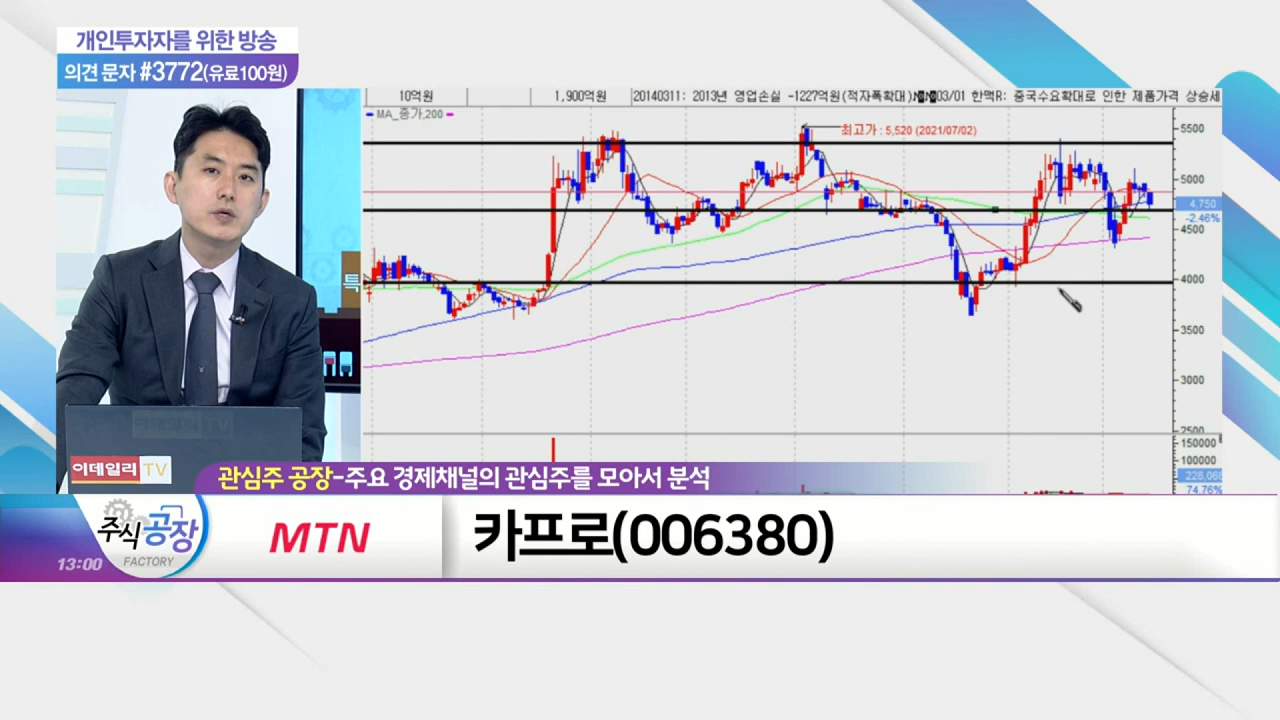 개인투자자를 위한 방송
의견 문자 #3772(유료100원)
10억원 1,900억원 20140311: 2013년 영업손실 -1227억원(적자폭확대) 03/01 한맥R: 중국수요확대로 인한 제품가격 상승세
MA_종가,200
최고가 : 5,520 (2021/07/02)
5500
5000
4,750
-2.46%
4500
4000
3500
3000
2500
150000
100000
228,068
74.76%
특
이데일리 TV
이데일리 TV
관심주 공장-주요 경제채널의 관심주를 모아서 분석
주식공장
FACTORY
13:00
MTN
카프로(006380)